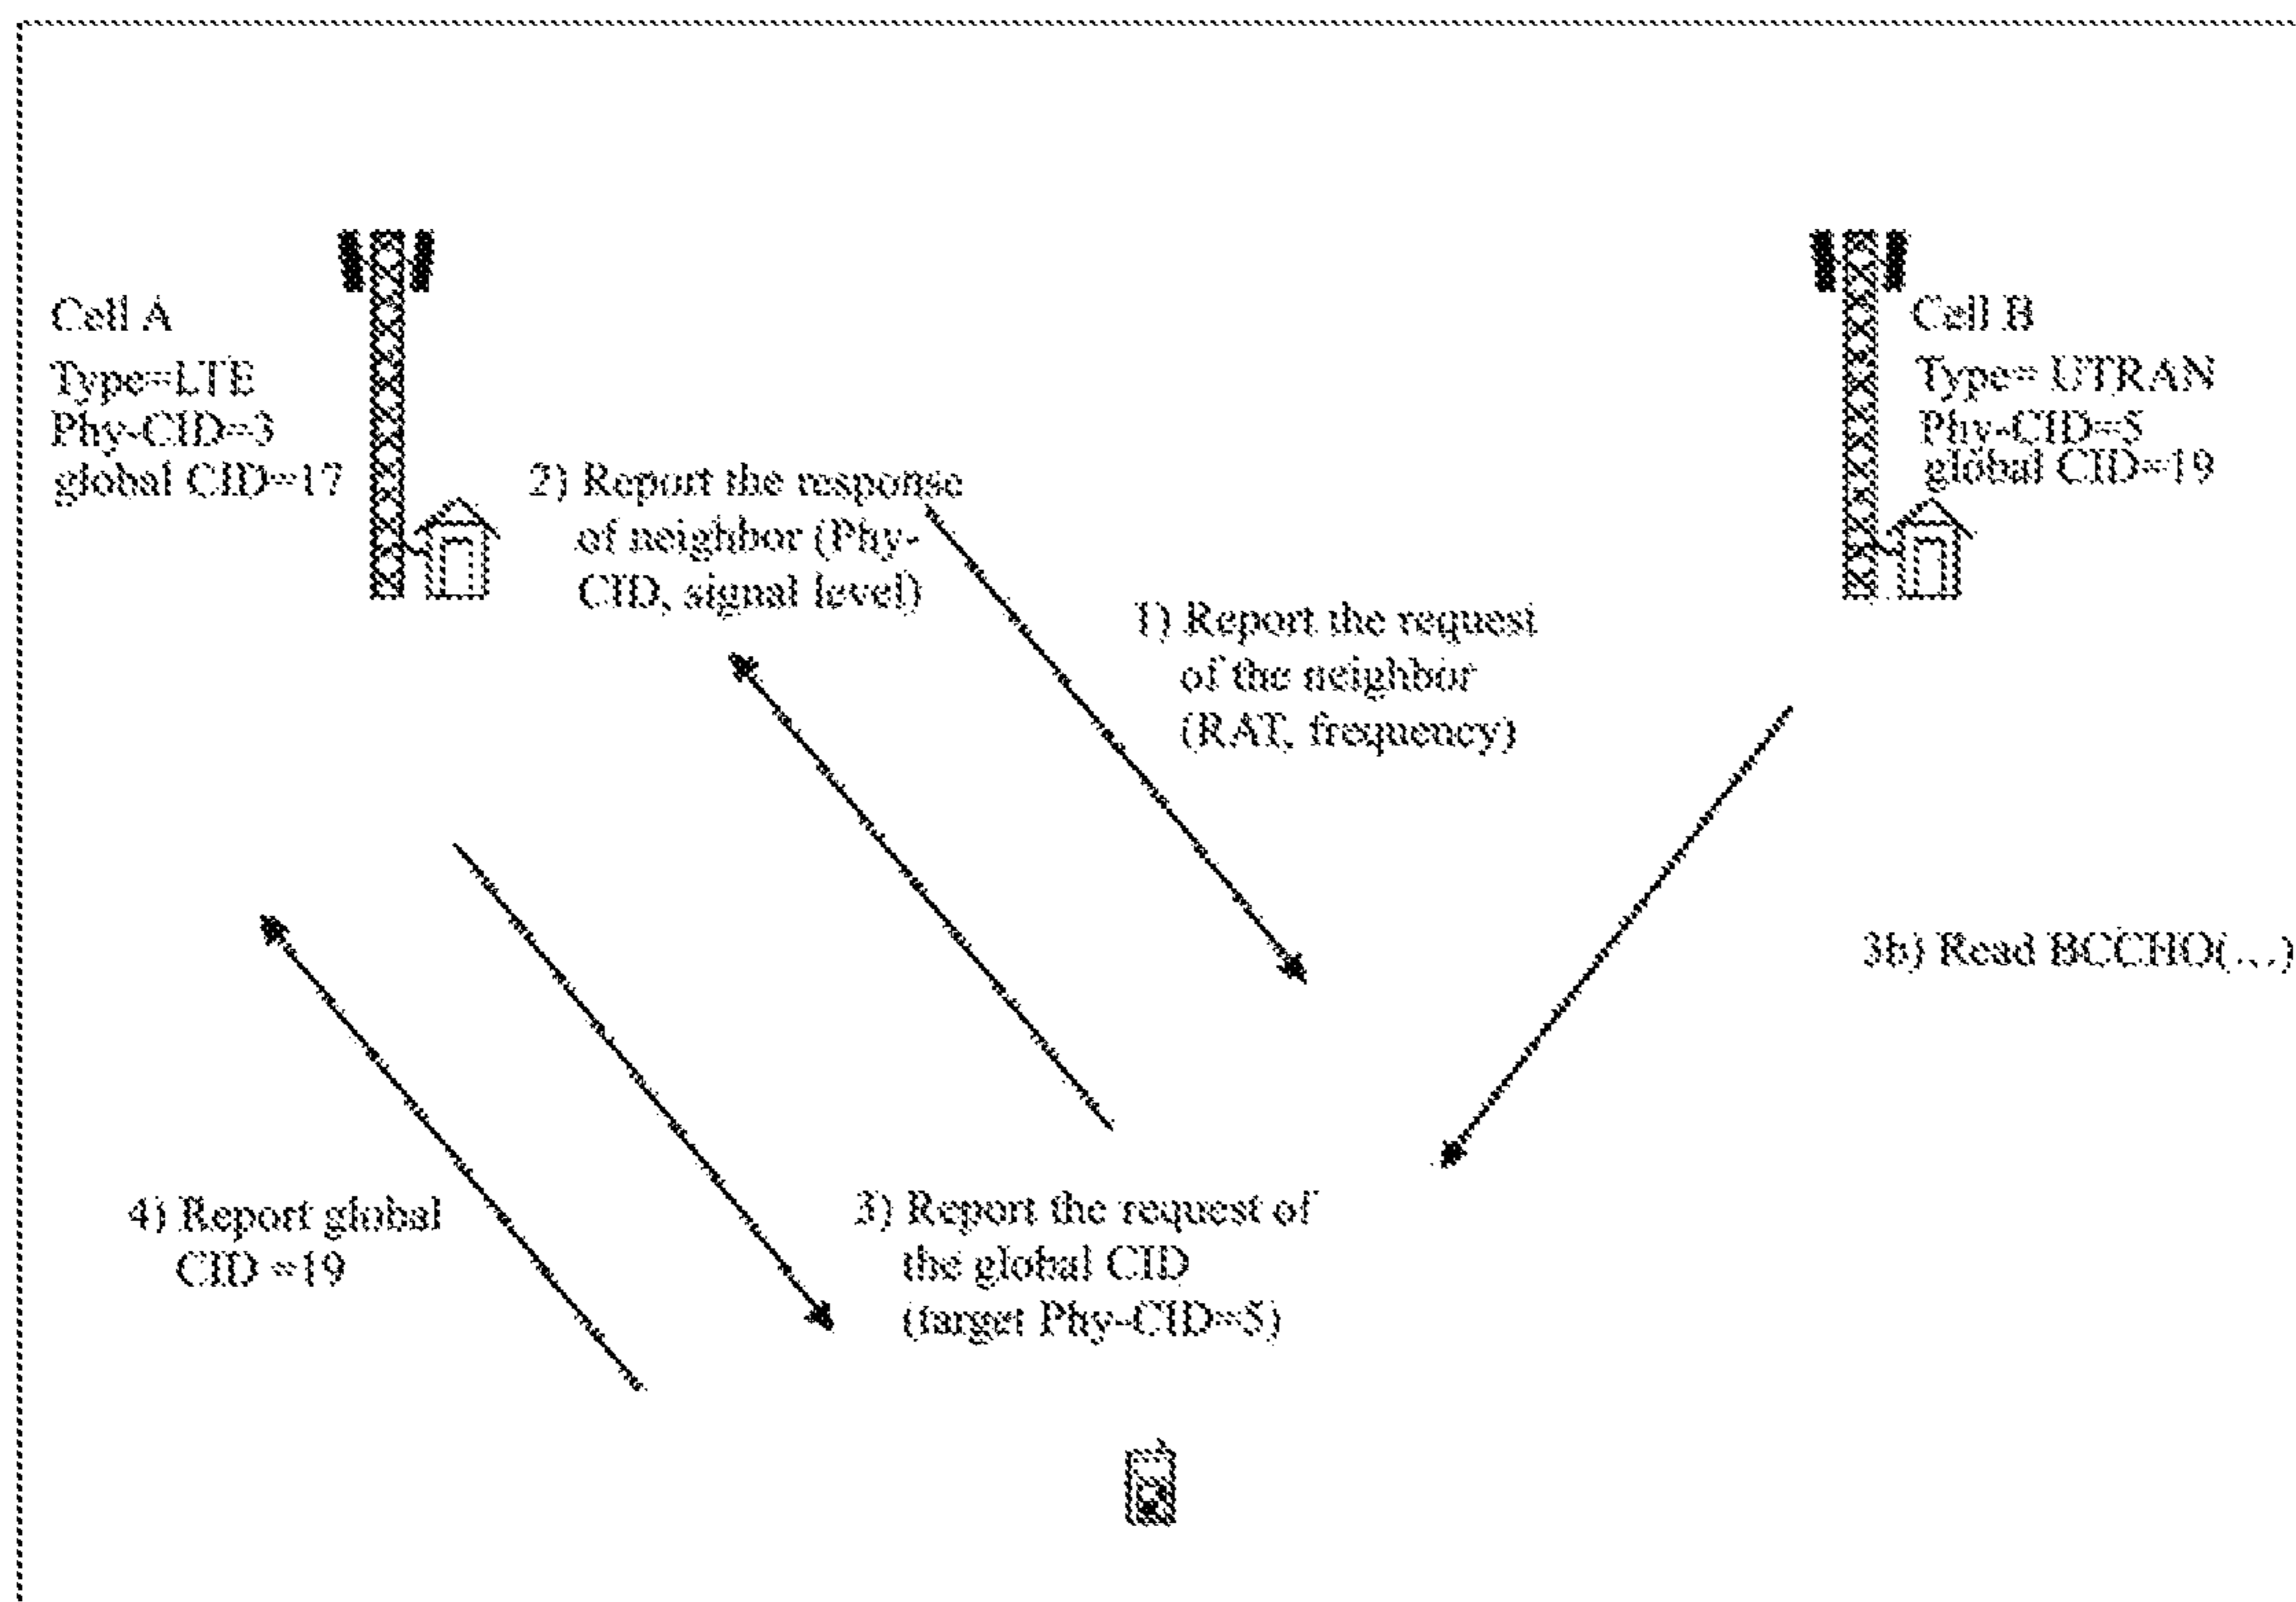 Cell A
Type=LTE
Phy-CID=3
global CID=17
Cell B
Type= UTRAN
Phy-CID=5
global CID=19
2) Report the response
of neighbor (Phy-
CID, signal level)
1) Report the request
of the neighbor
(RAT, frequency)
3b) Read BCCHO(...)
4) Report global
CID =19
3) Report the request of
the global CID
(target Phy-CID=5)